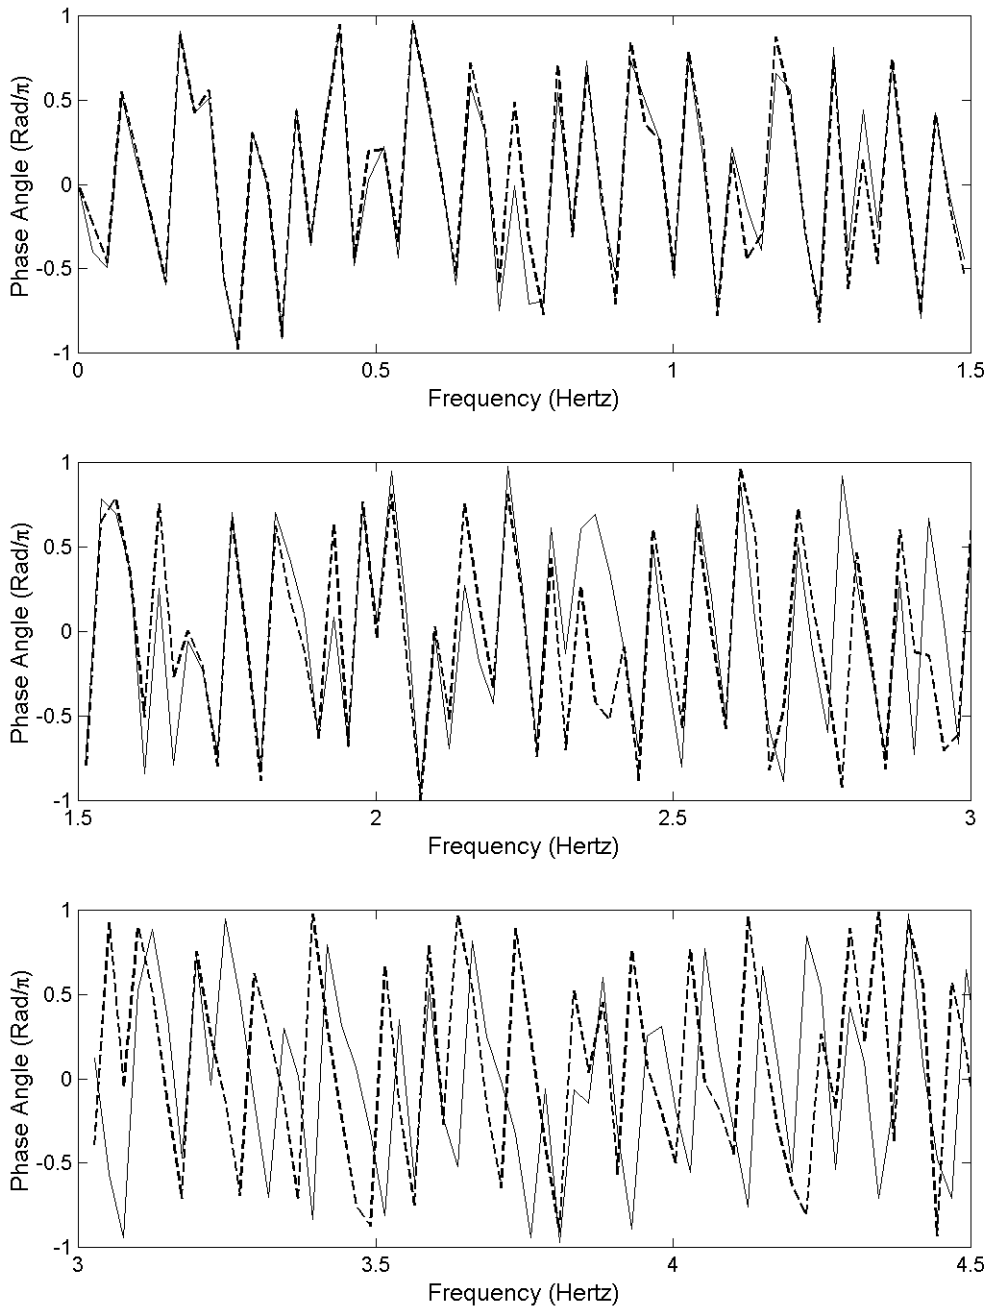 1
0.5
0
-0.5
-1
Phase Angle (Rad/π)
0 0.5 1 1.5
Frequency (Hertz)
1
0.5
0
-0.5
-1
Phase Angle (Rad/π)
1.5 2 2.5 3
Frequency (Hertz)
1
0.5
0
-0.5
-1
Phase Angle (Rad/π)
3 3.5 4 4.5
Frequency (Hertz)